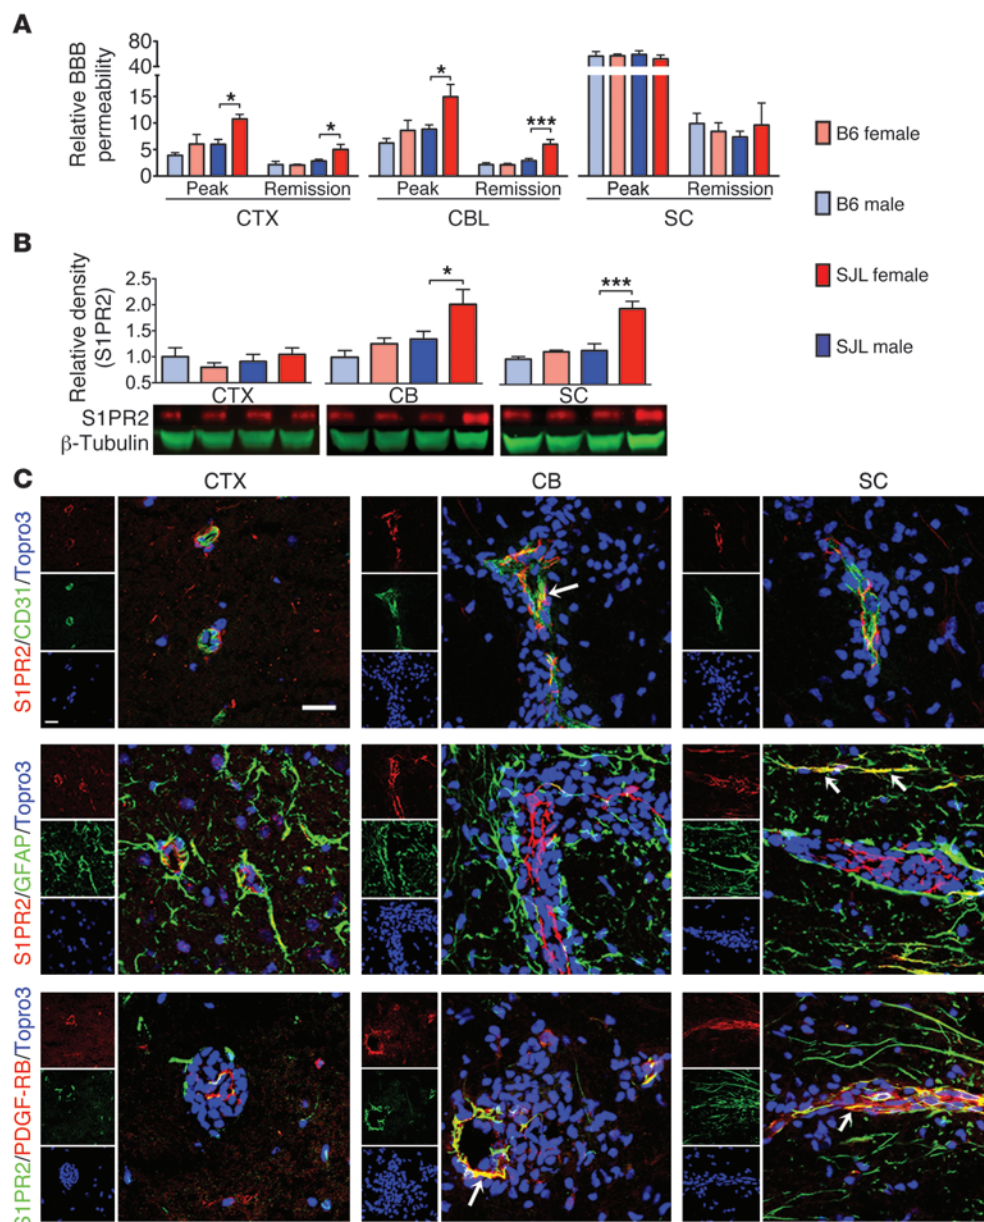 A
Relative BBB
permeability
80
40
15
10
5
0
*
*
*
***
Peak
Remission
Peak
Remission
Peak
Remission
CTX
CBL
SC
B6 female
B6 male
SJL female
SJL male
B
Relative density
(S1PR2)
2.5
2.0
1.5
1.0
0.5
*
***
CTX
CB
SC
S1PR2
β-Tubulin
C
CTX
CB
SC
S1PR2/CD31/Topro3
S1PR2/GFAP/Topro3
S1PR2/PDGF-RB/Topro3